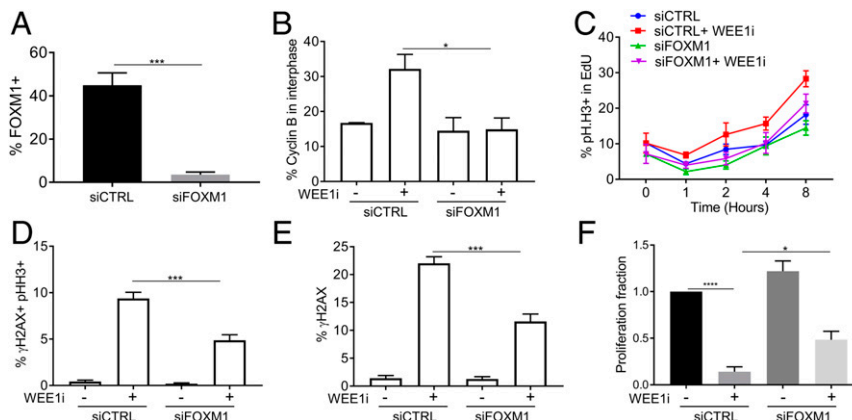 A
% FOXM1+
60
40
20
0
***
siCTRL
siFOXM1
B
% Cyclin B in interphase
40
30
20
10
0
*
WEE1i
-
+
-
+
siCTRL
siFOXM1
C
siCTRL
siCTRL+ WEE1i
siFOXM1
siFOXM1+ WEE1i
% pH.H3+ in EdU
40
30
20
10
0
0
1
2
4
8
Time (Hours)
D
% γH2AX+ pHH3+
15
10
5
0
***
WEE1i
-
+
-
+
siCTRL
siFOXM1
E
% γH2AX
25
20
15
10
5
0
***
WEE1i
-
+
-
+
siCTRL
siFOXM1
F
Proliferation fraction
1.5
1.0
0.5
0.0
****
*
WEE1i
-
+
-
+
siCTRL
siFOXM1